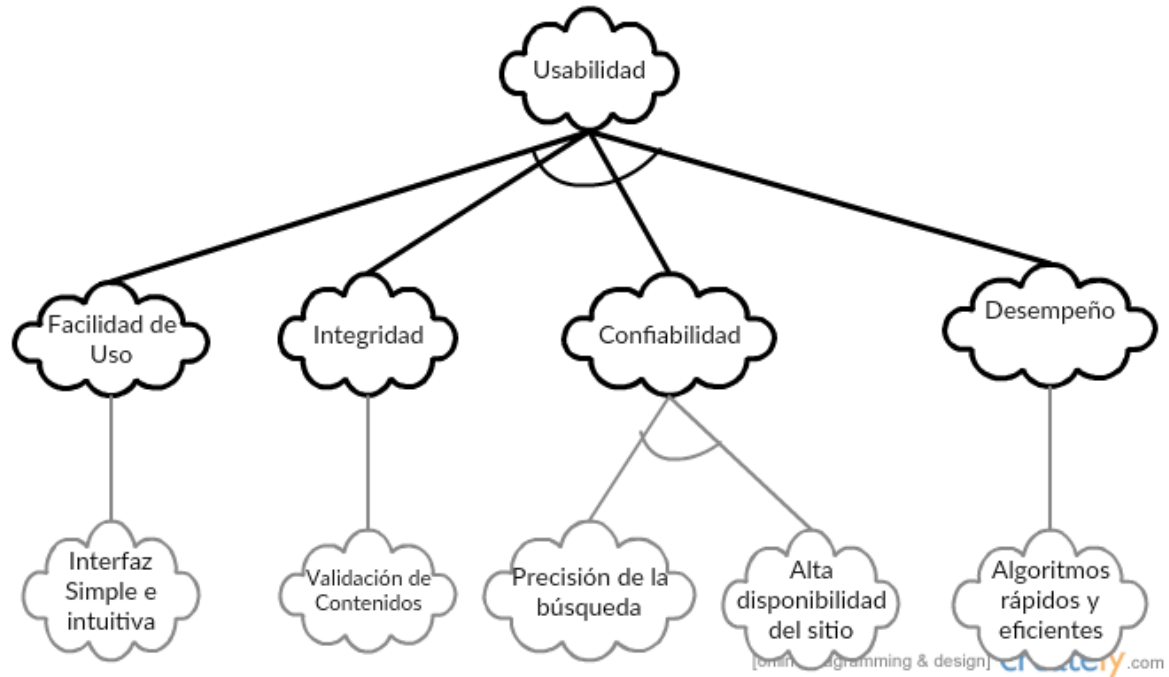 Usabilidad
Facilidad de
Uso
Integridad
Confiabilidad
Desempeño
Interfaz
Simple e
intuitiva
Validación de
Contenidos
Precisión de la
búsqueda
Alta
disponibilidad
del sitio
Algoritmos
rápidos y
eficientes
& design]
.com